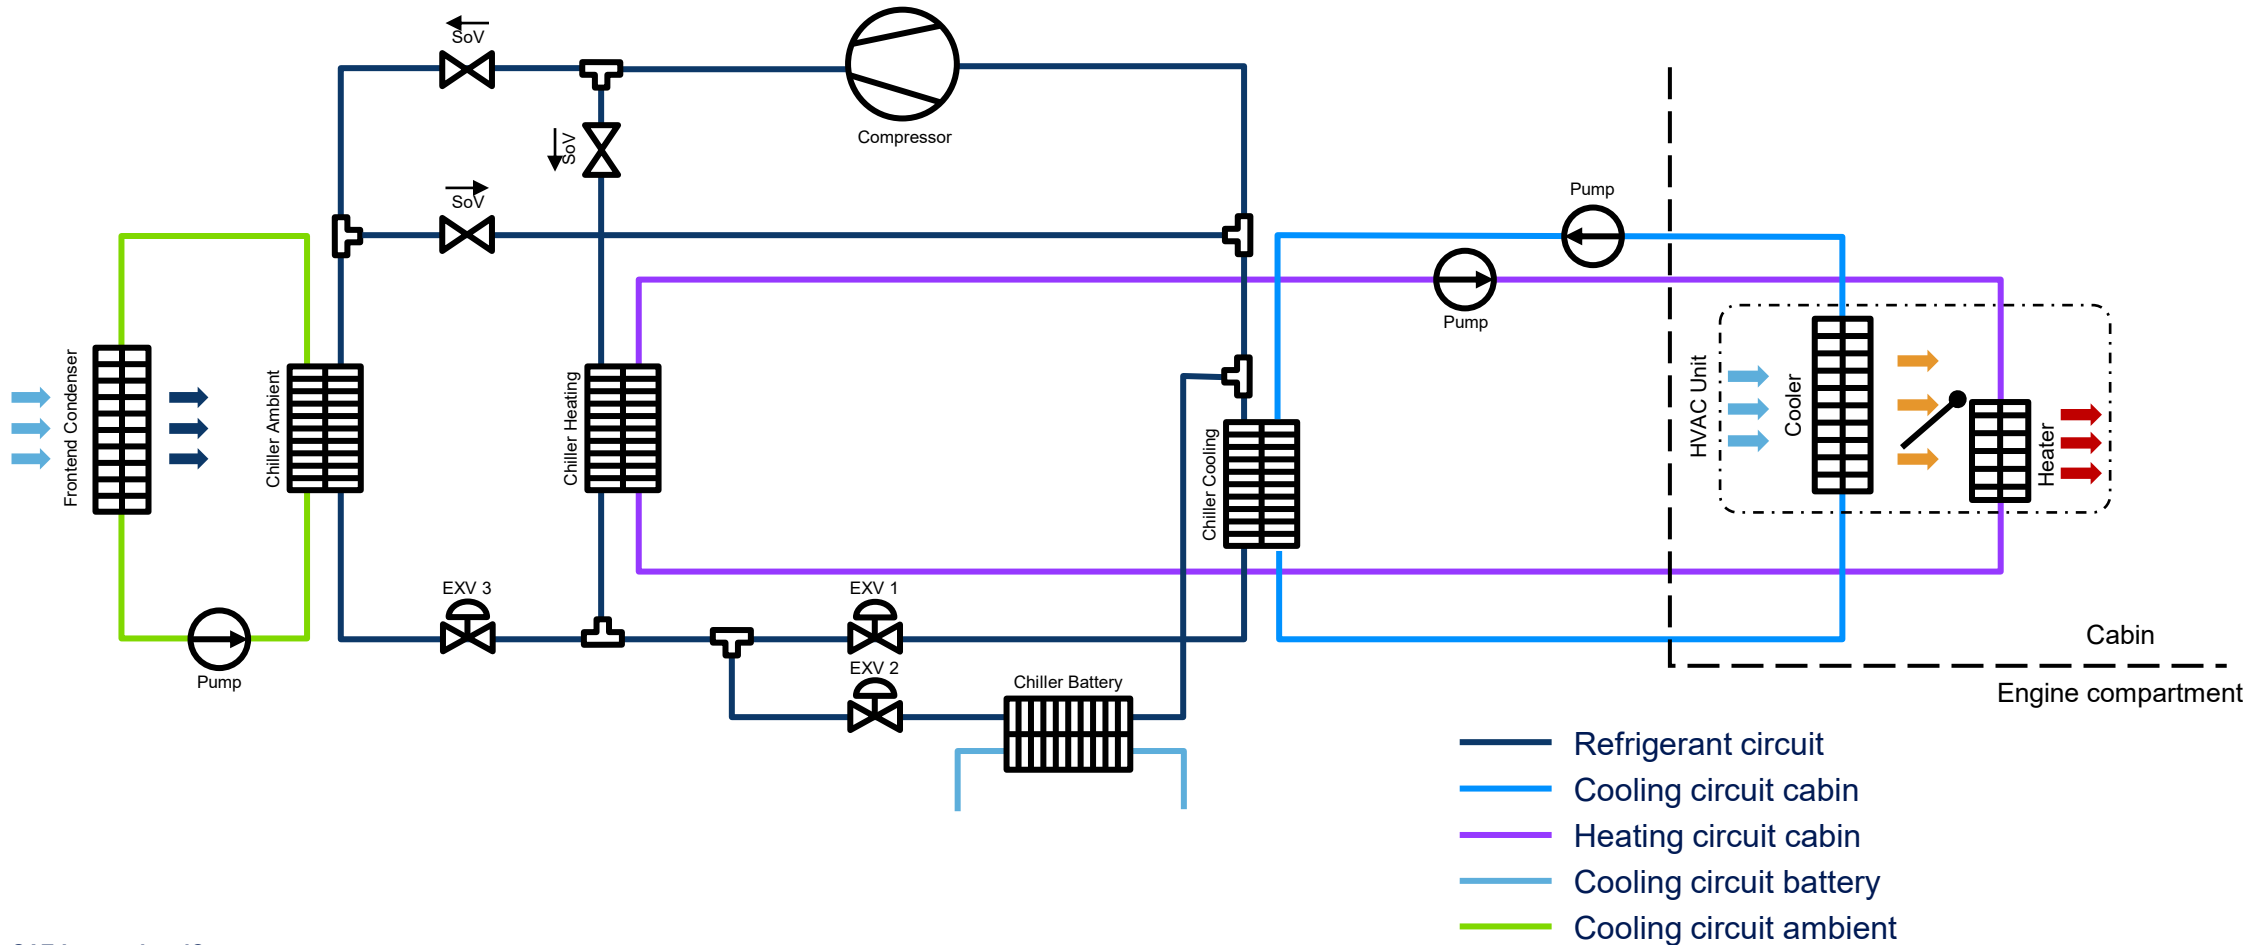 SoV
Compressor
SoV
SoV
Pump
Pump
Frontend Condenser
Chiller Ambient
Chiller Heating
Chiller Cooling
HVAC Unit
Cooler
Heater
EXV 3
EXV 1
EXV 2
Pump
Chiller Battery
Cabin
Engine compartment
Refrigerant circuit
Cooling circuit cabin
Heating circuit cabin
Cooling circuit battery
Cooling circuit ambient